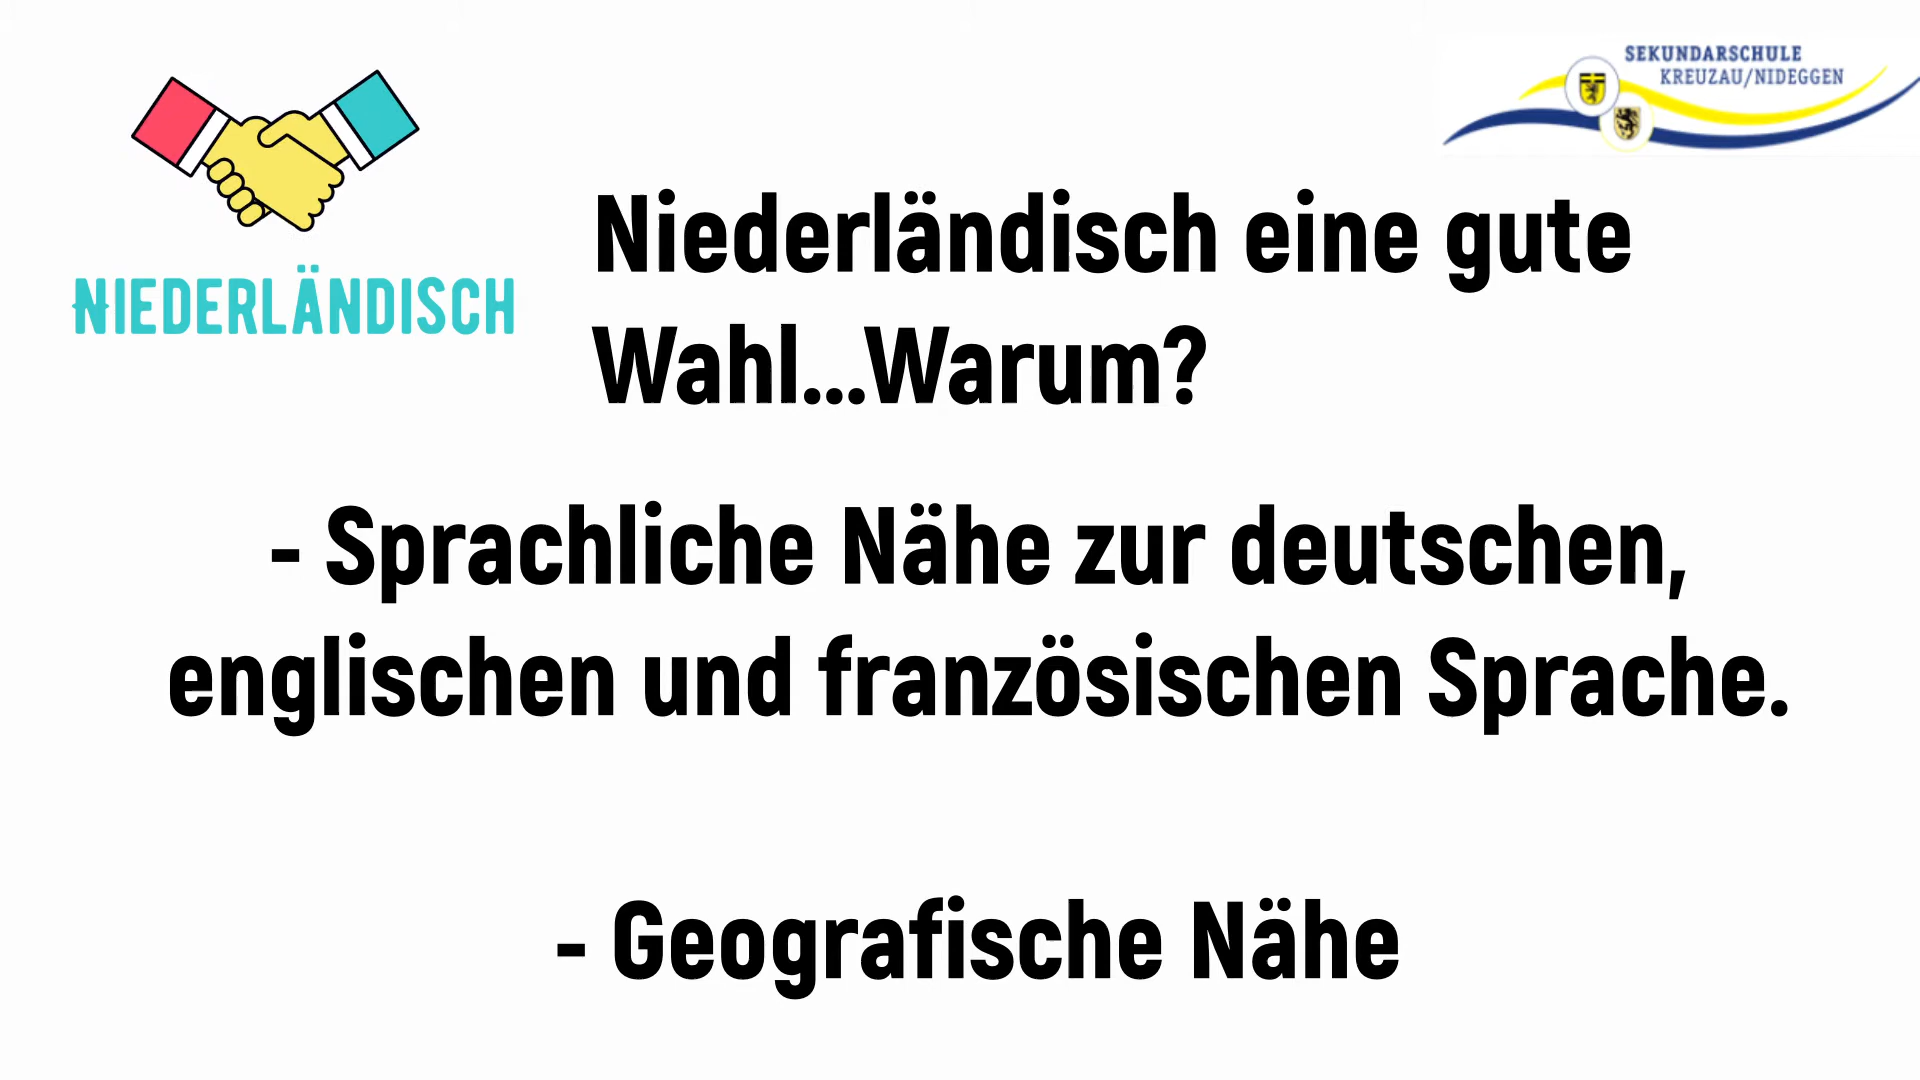 SEKUNDARSCHULE
KREUZAU/NIDEGGEN
NIEDERLÄNDISCH
Niederländisch eine gute
Wahl...Warum?
- Sprachliche Nähe zur deutschen,
englischen und französischen Sprache.
- Geografische Nähe